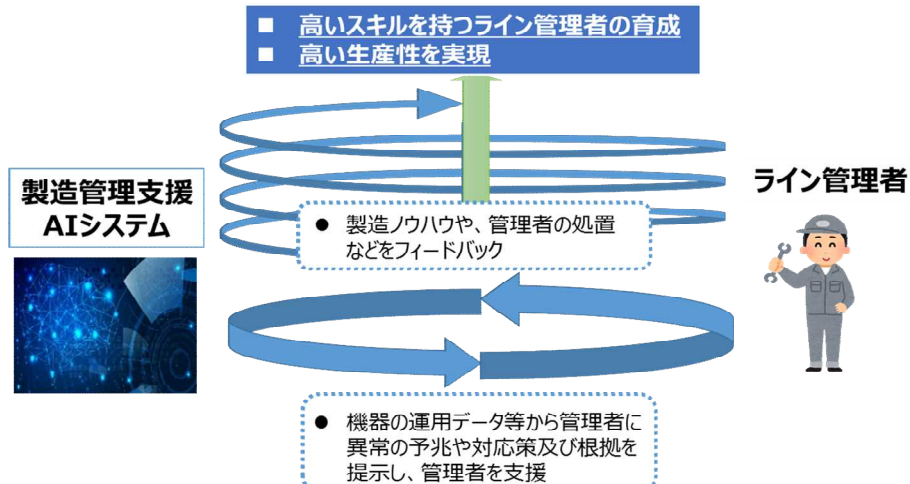 ■ 高いスキルを持つライン管理者の育成
■ 高い生産性を実現
製造管理支援
AIシステム
ライン管理者
● 製造ノウハウや、管理者の処置
などをフィードバック
● 機器の運用データ等から管理者に
異常の予兆や対応策及び根拠を
提示し、管理者を支援